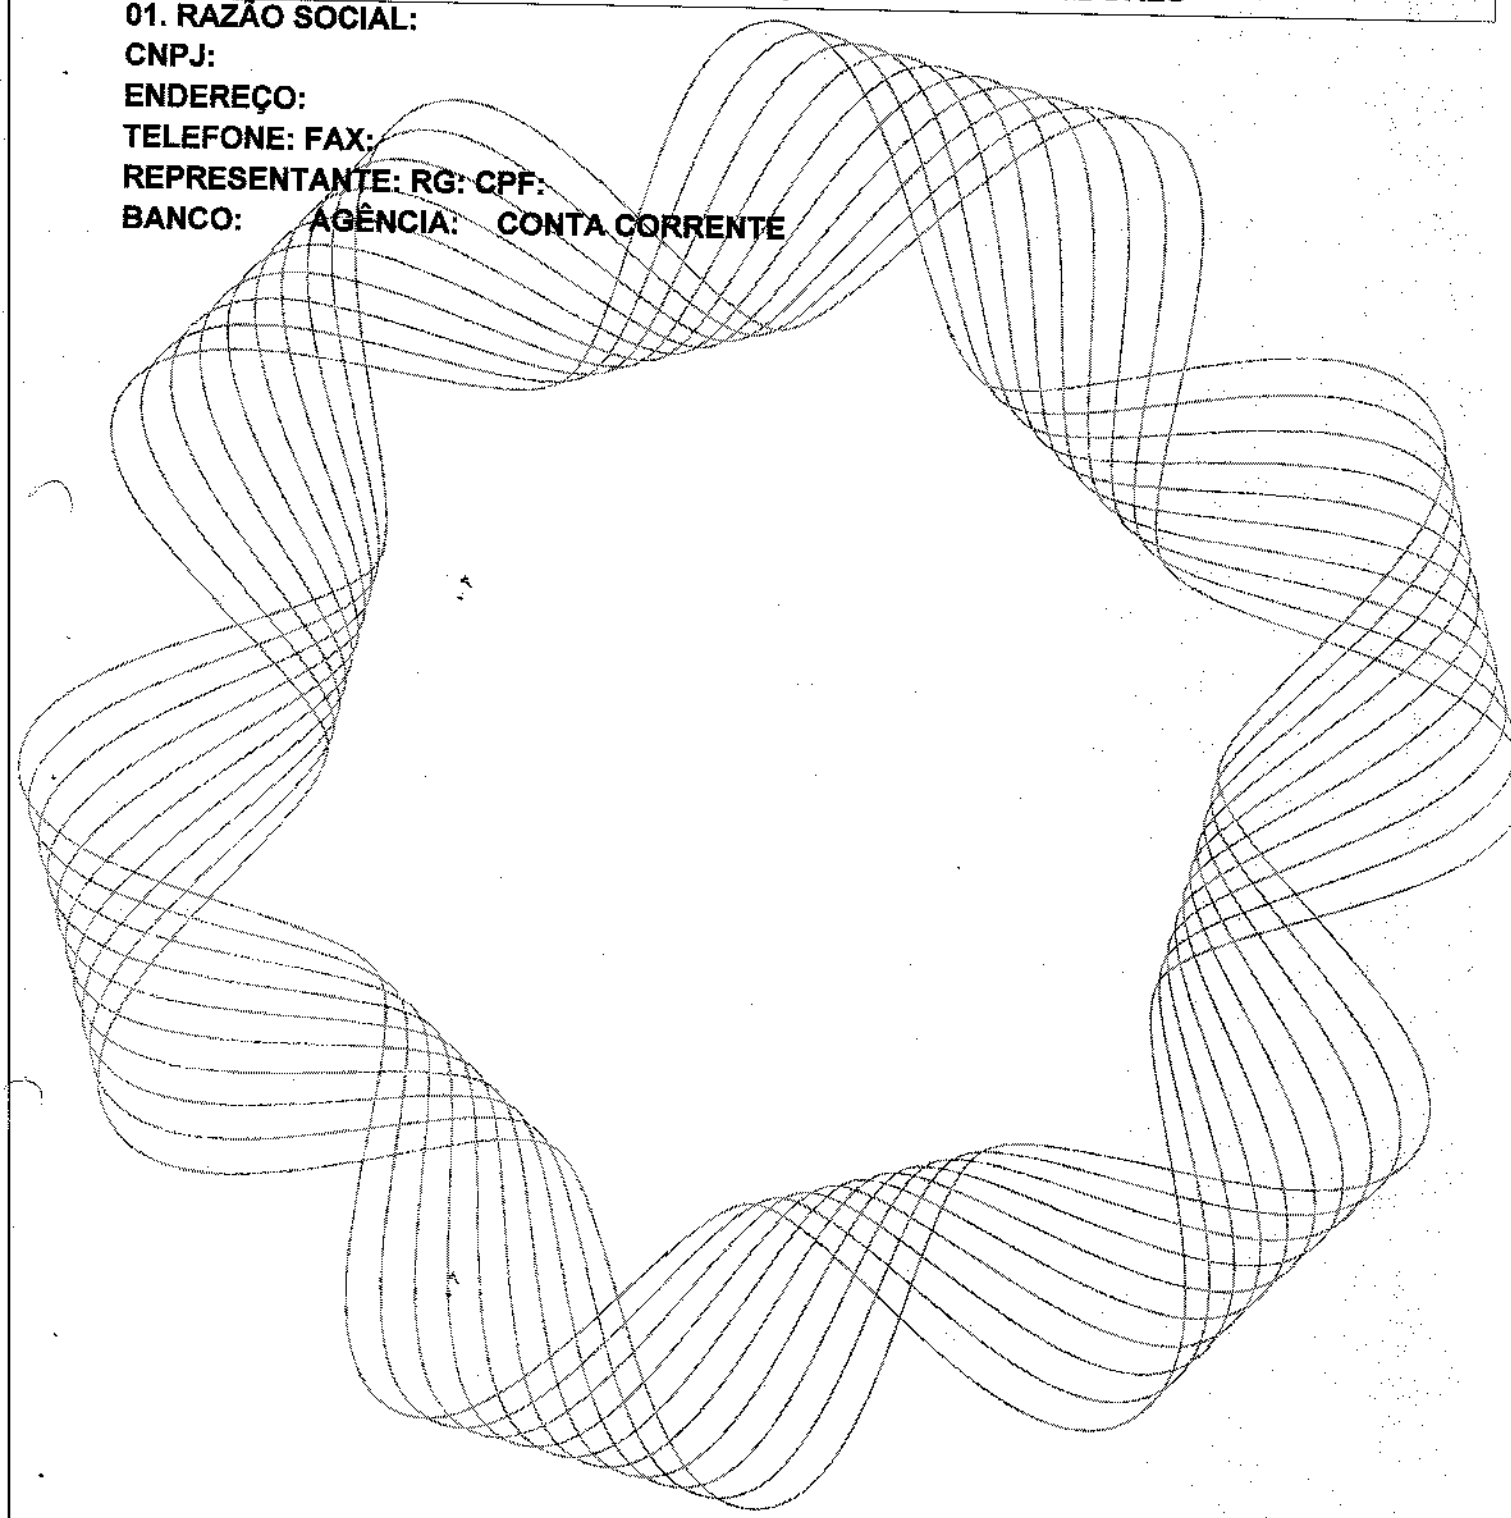 01. RAZÃO SOCIAL:
CNPJ:
ENDEREÇO:
TELEFONE: FAX:
REPRESENTANTE: RG: CPF:
BANCO: AGÊNCIA: CONTA CORRENTE